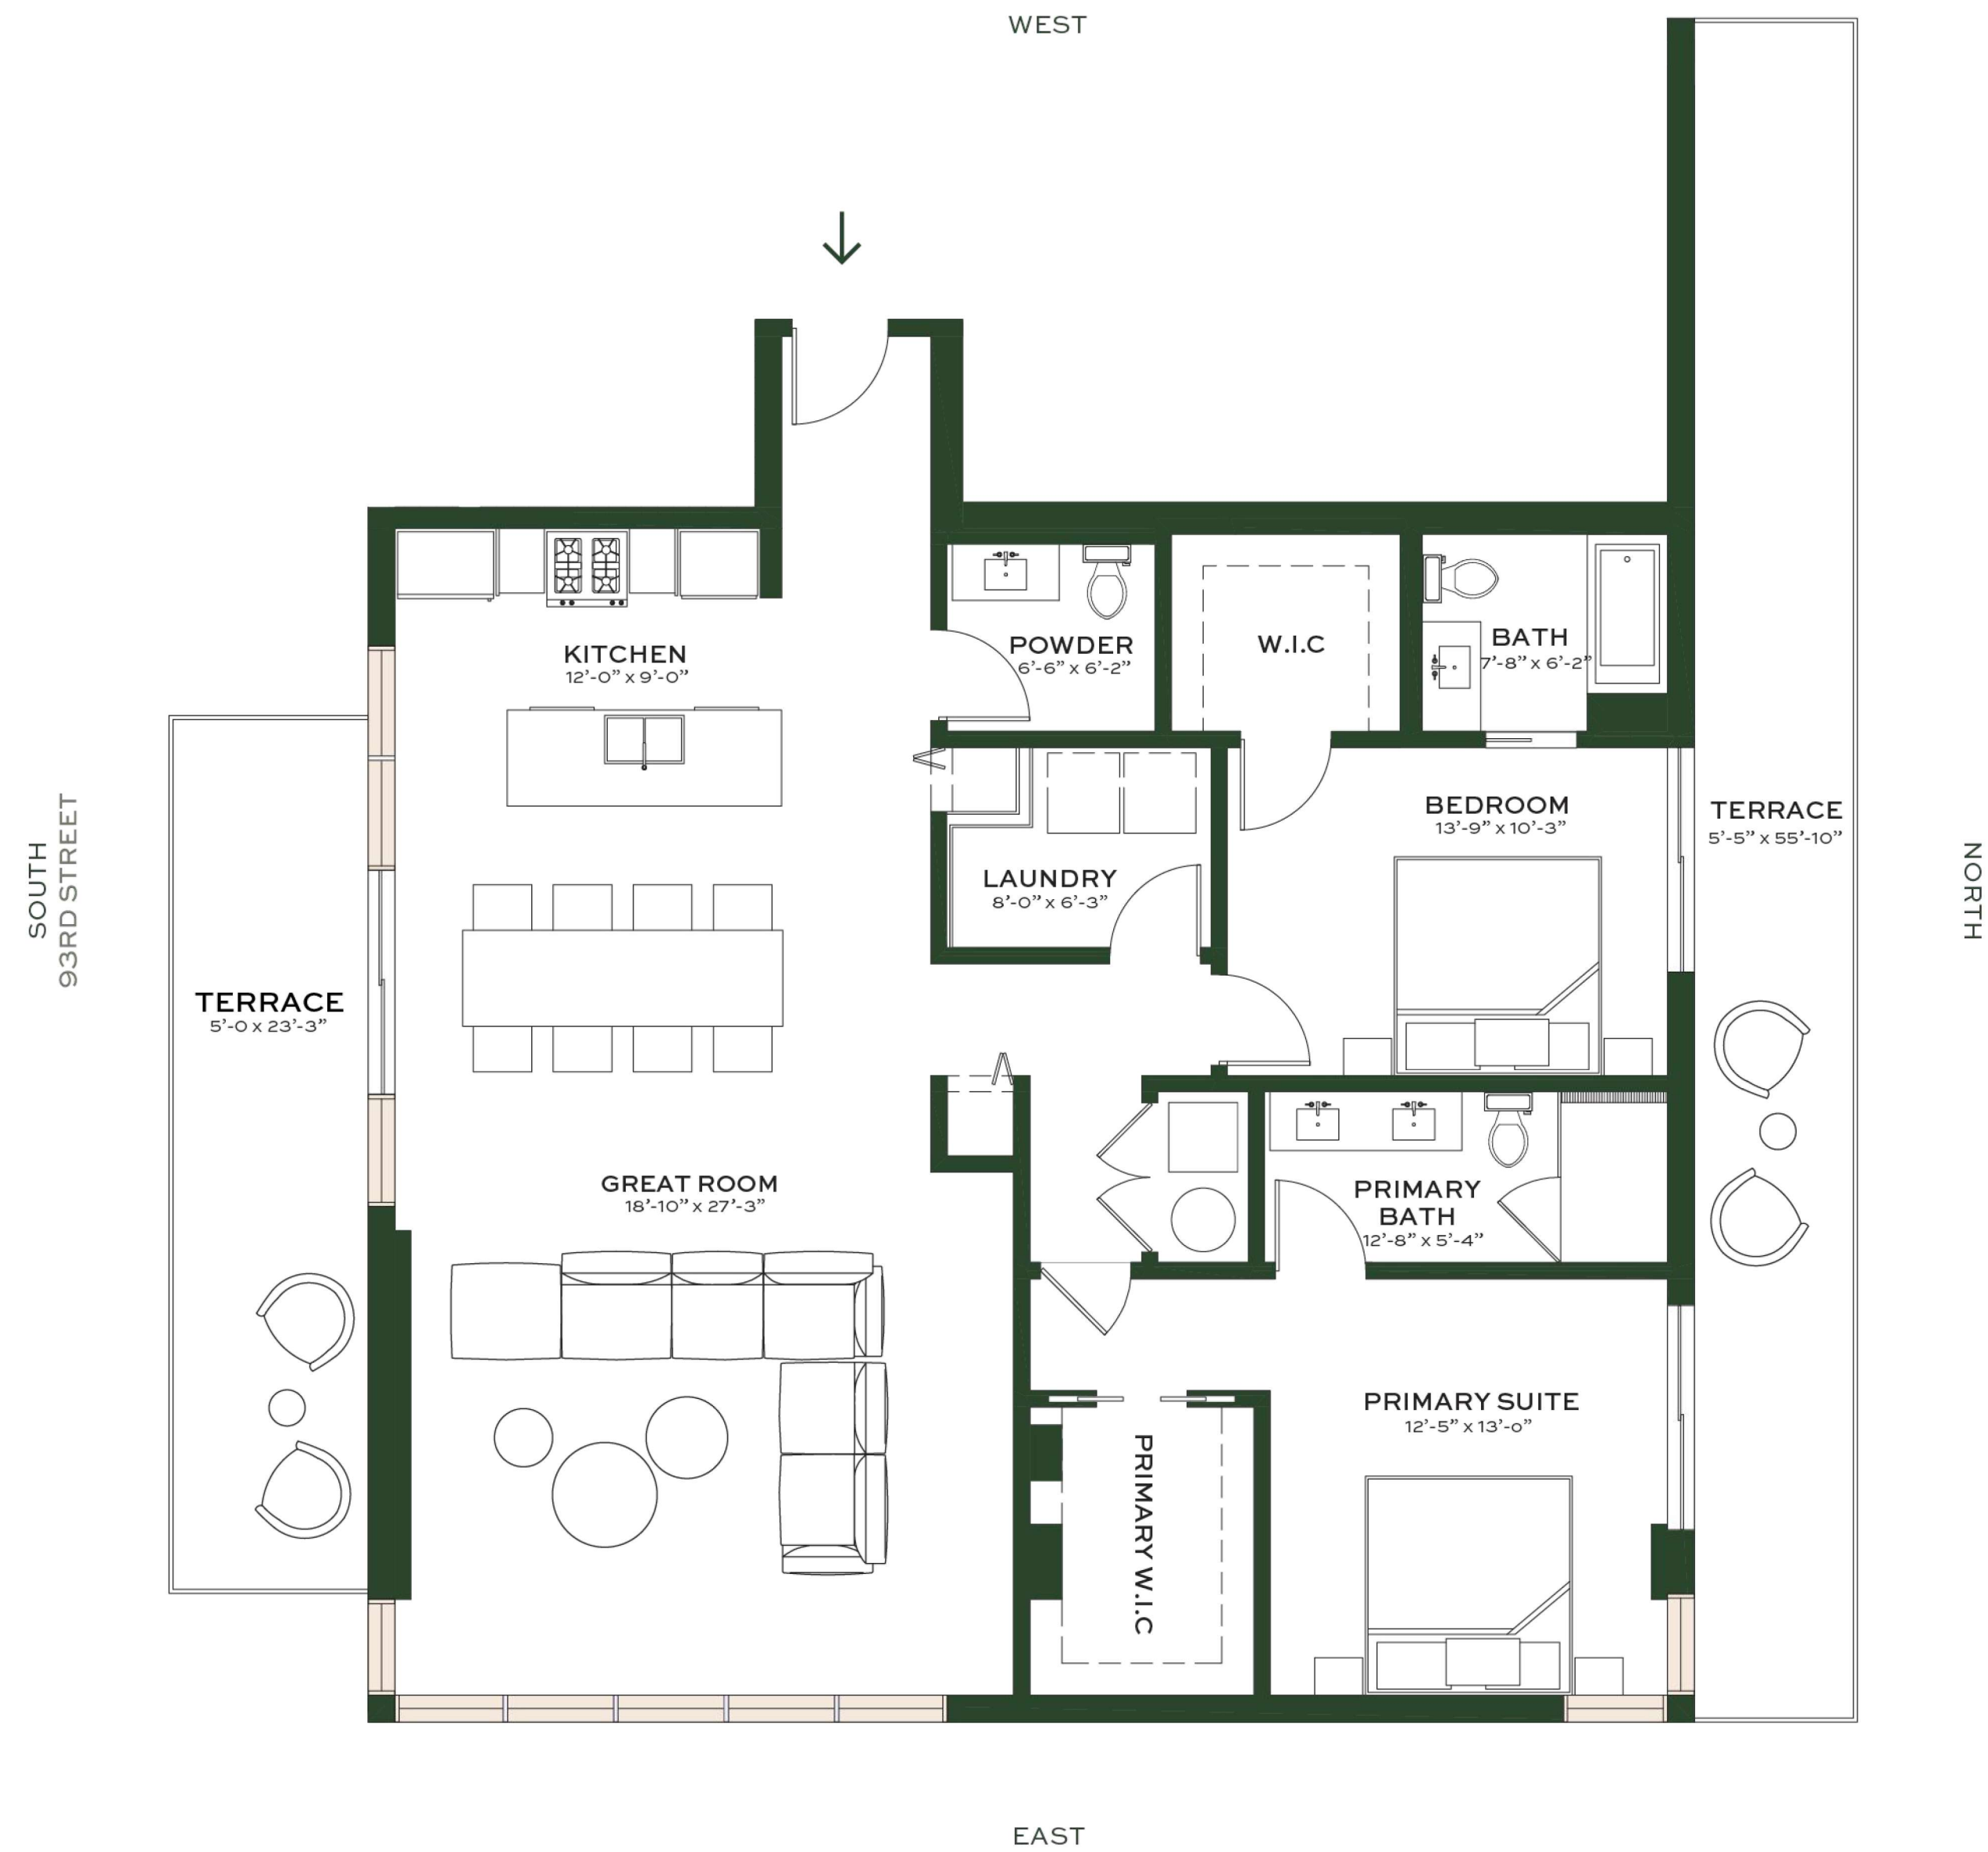 WEST
KITCHEN
12’-0” x 9’-0”
POWDER
6’-6” x 6’-2”
W.I.C
BATH
7’-8” x 6’-2”
BEDROOM
13’-9” x 10’-3”
TERRACE
5’-5” x 55’-10”
LAUNDRY
8’-0” x 6’-3”
SOUTH
93RD STREET
NORTH
TERRACE
5’-0 x 23’-3”
GREAT ROOM
18’-10” x 27’-3”
PRIMARY
BATH
12’-8” x 5’-4”
PRIMARY SUITE
12’-5” x 13’-0”
PRIMARY W.I.C
EAST